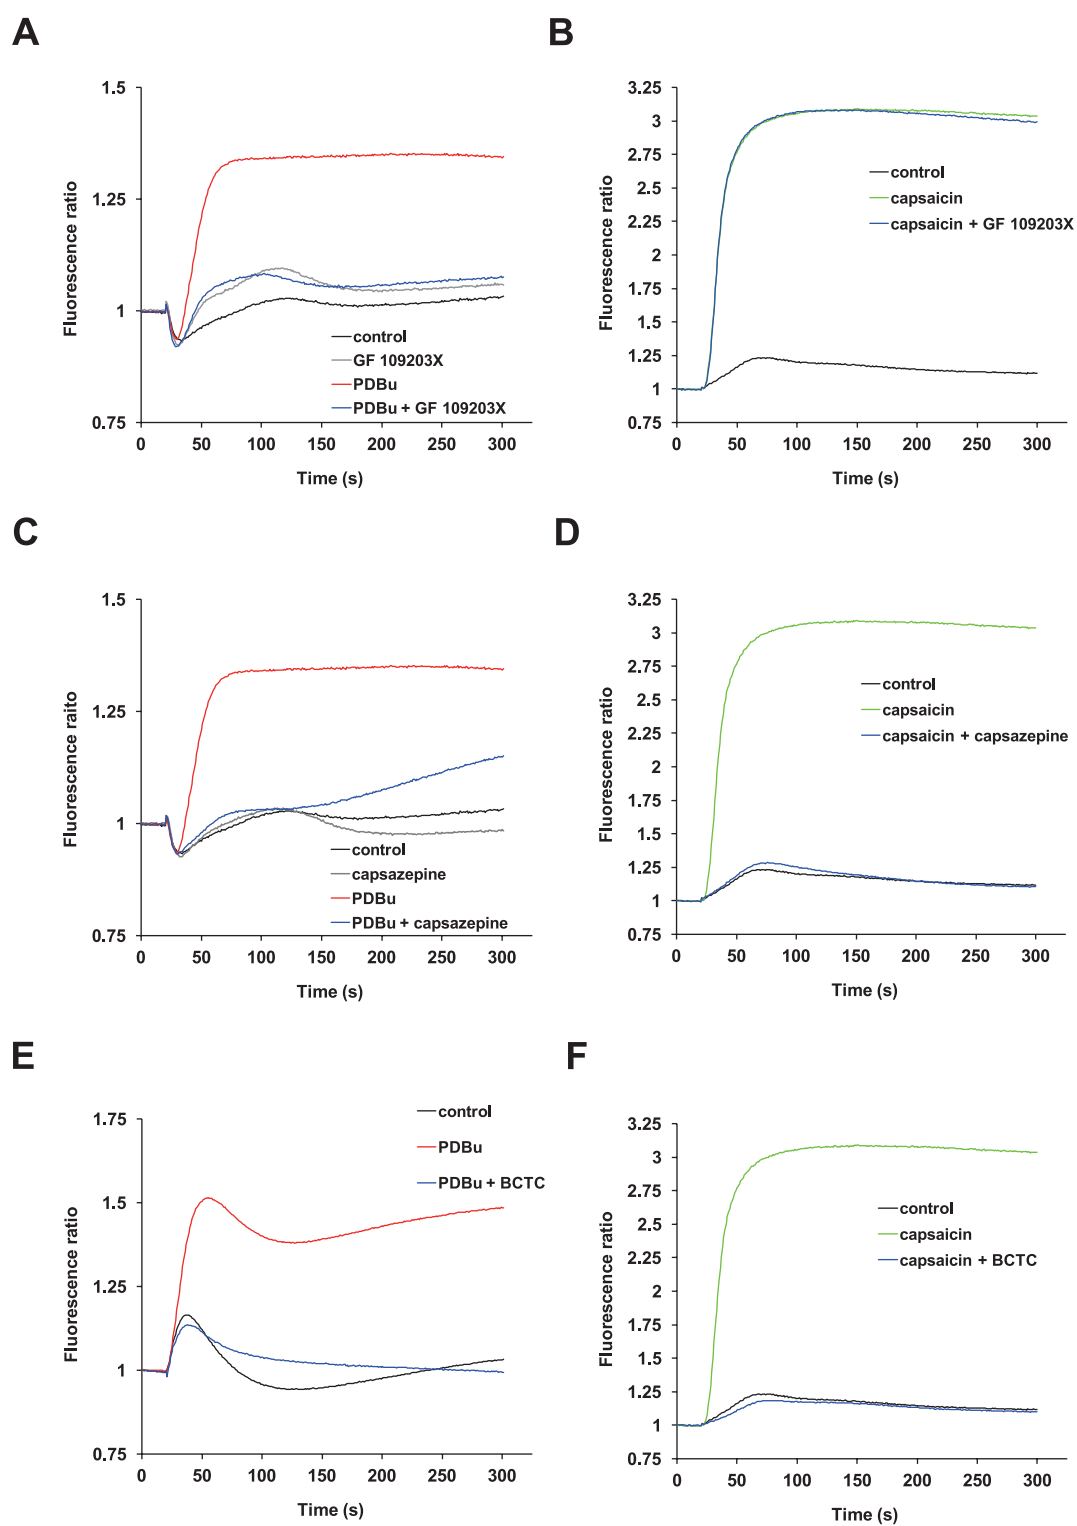 A
1.5
1.25
1
0.75
Fluorescence ratio
0 50 100 150 200 250 300
Time (s)
control
GF 109203X
PDBu
PDBu + GF 109203X
B
3.25
3
2.75
2.5
2.25
2
1.75
1.5
1.25
1
0.75
Fluorescence ratio
0 50 100 150 200 250 300
Time (s)
control
capsaicin
capsaicin + GF 109203X
C
1.5
1.25
1
0.75
Fluorescence raito
0 50 100 150 200 250 300
Time (s)
control
capsazepine
PDBu
PDBu + capsazepine
D
3.25
3
2.75
2.5
2.25
2
1.75
1.5
1.25
1
0.75
Fluorescence ratio
0 50 100 150 200 250 300
Time (s)
control
capsaicin
capsaicin + capsazepine
E
1.75
1.5
1.25
1
0.75
Fluorescence ratio
0 50 100 150 200 250 300
Time (s)
control
PDBu
PDBu + BCTC
F
3.25
3
2.75
2.5
2.25
2
1.75
1.5
1.25
1
0.75
Fluorescence ratio
0 50 100 150 200 250 300
Time (s)
control
capsaicin
capsaicin + BCTC